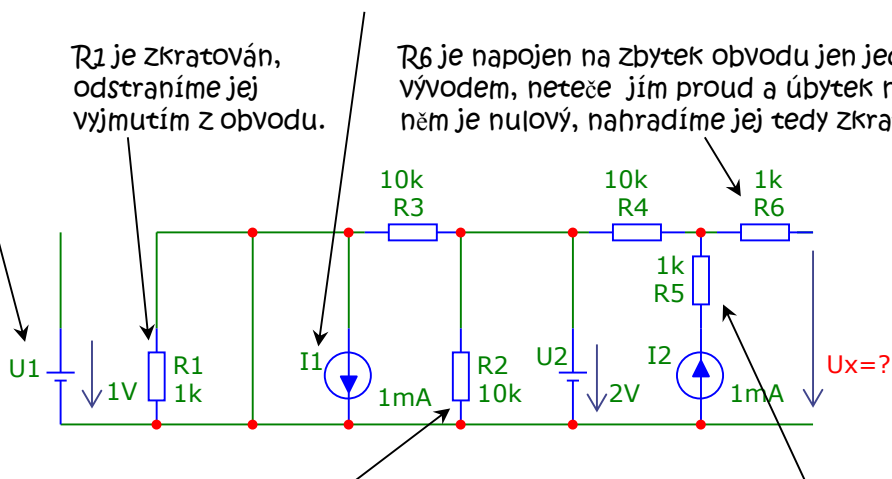 R1 je zkratován,
odstraníme jej
vyjmutím z obvodu.
R6 je napojen na zbytek obvodu jen
vývodem, neteče jím proud a úbytek
něm je nulový, nahradíme jej tedy
10k
R3
10k
R4
1k
R6
1k
R5
U1
1V
R1
1k
I1
1mA
R2
10k
U2
2V
I2
1mA
Ux=?